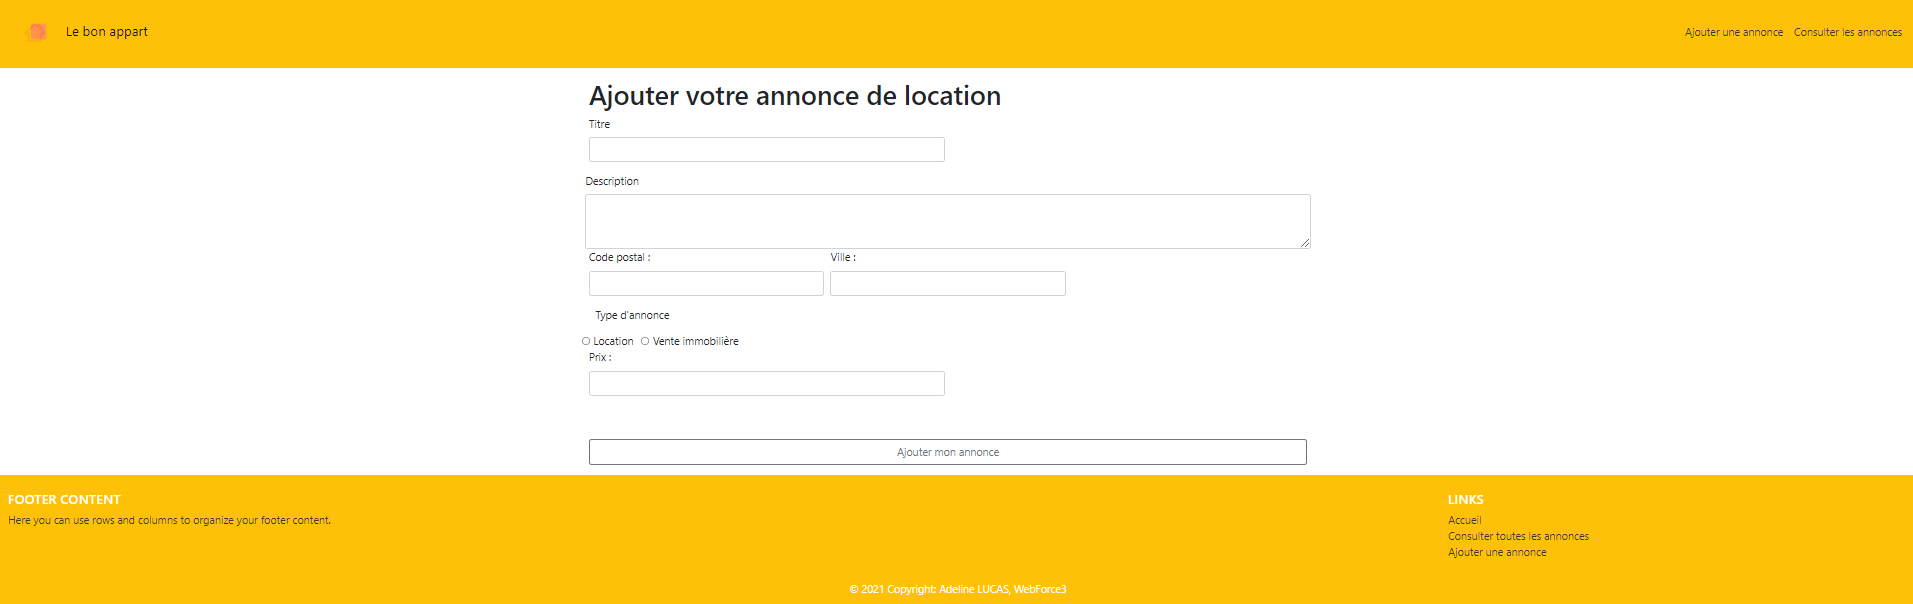 Le bon appart
Ajouter une annonce Consulter les annonces
Ajouter votre annonce de location
Titre
Description
Code postal : Ville :
Type d'annonce
Location Vente immobilière
Prix :
Ajouter mon annonce
FOOTER CONTENT
Here you can use rows and columns to organize your footer content.
LINKS
Accueil
Consulter toutes les annonces
Ajouter une annonce
© 2021 Copyright: Adeline LUCAS, WebForce3